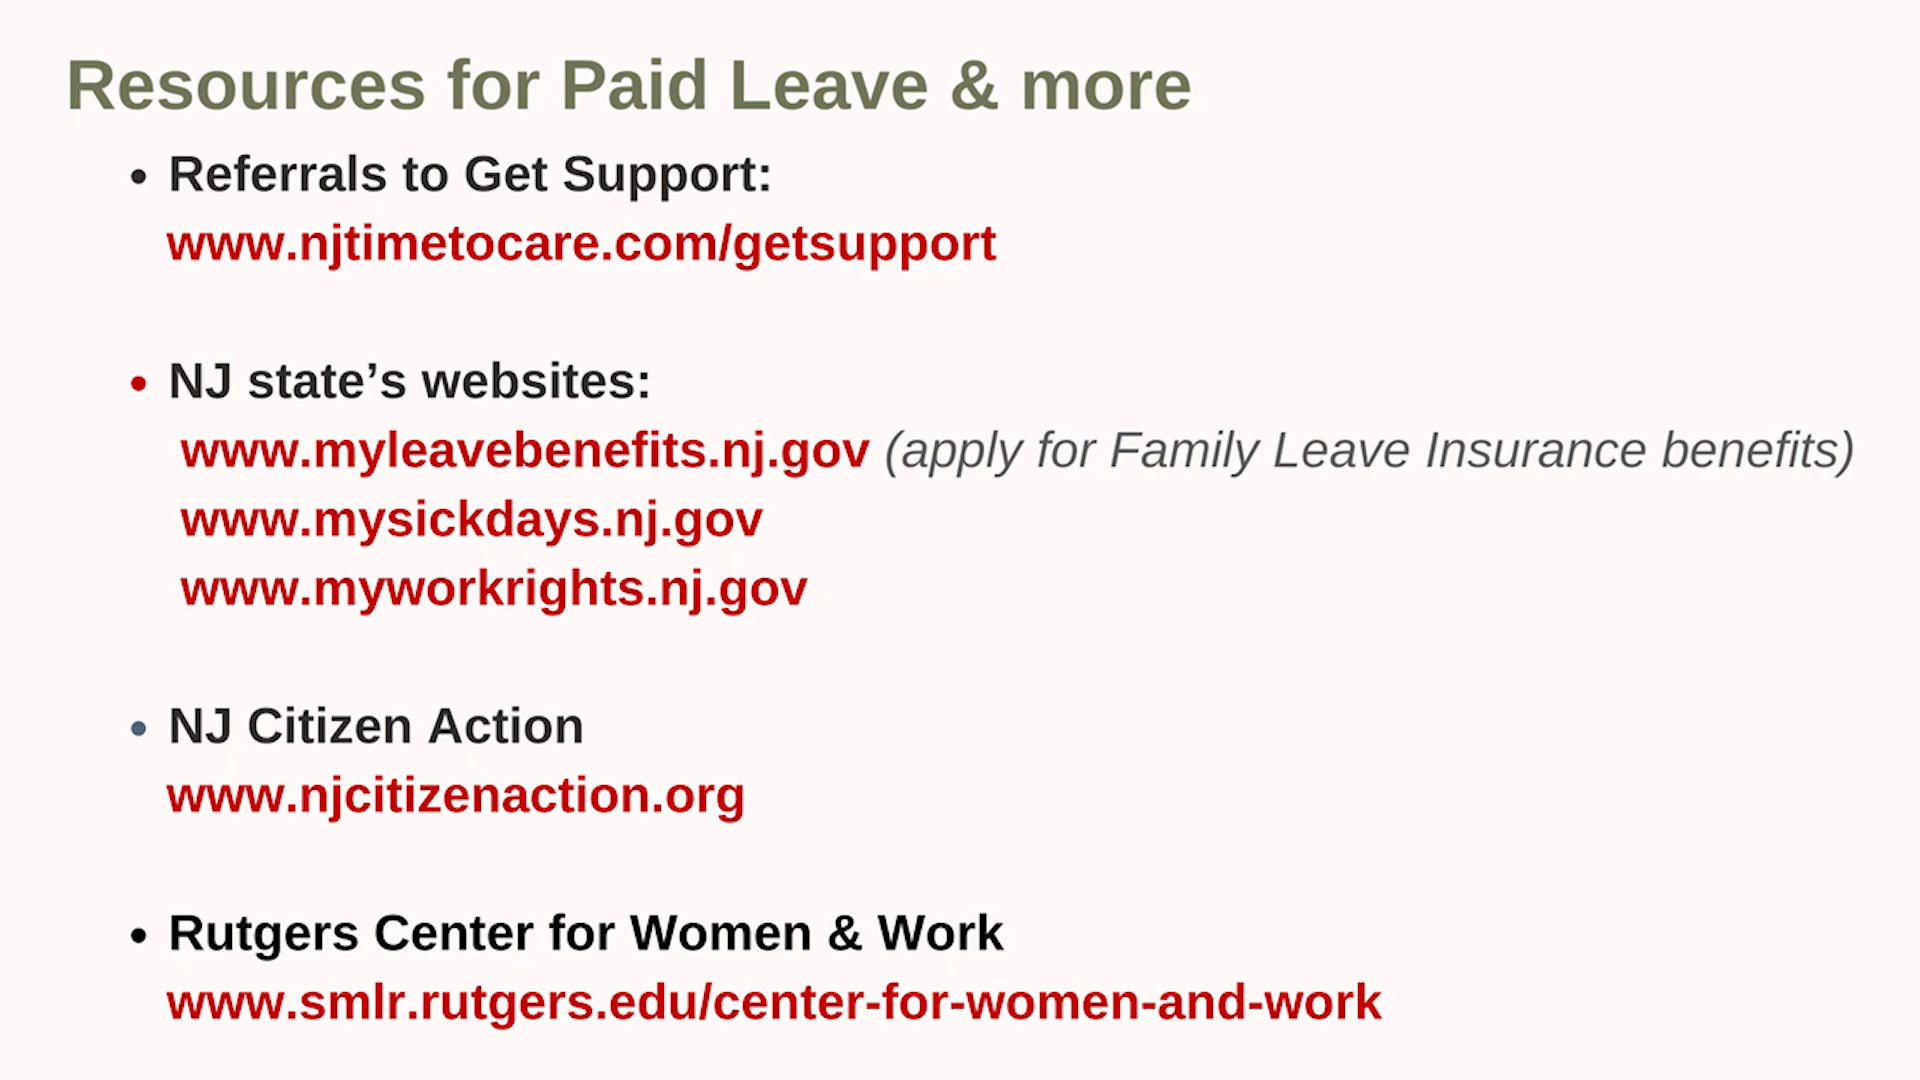 Resources for Paid Leave & more
• Referrals to Get Support:
www.njtimetocare.com/getsupport
• NJ state’s websites:
www.myleavebenefits.nj.gov (apply for Family Leave Insurance benefits)
www.mysickdays.nj.gov
www.myworkrights.nj.gov
• NJ Citizen Action
www.njcitizenaction.org
• Rutgers Center for Women & Work
www.smlr.rutgers.edu/center-for-women-and-work